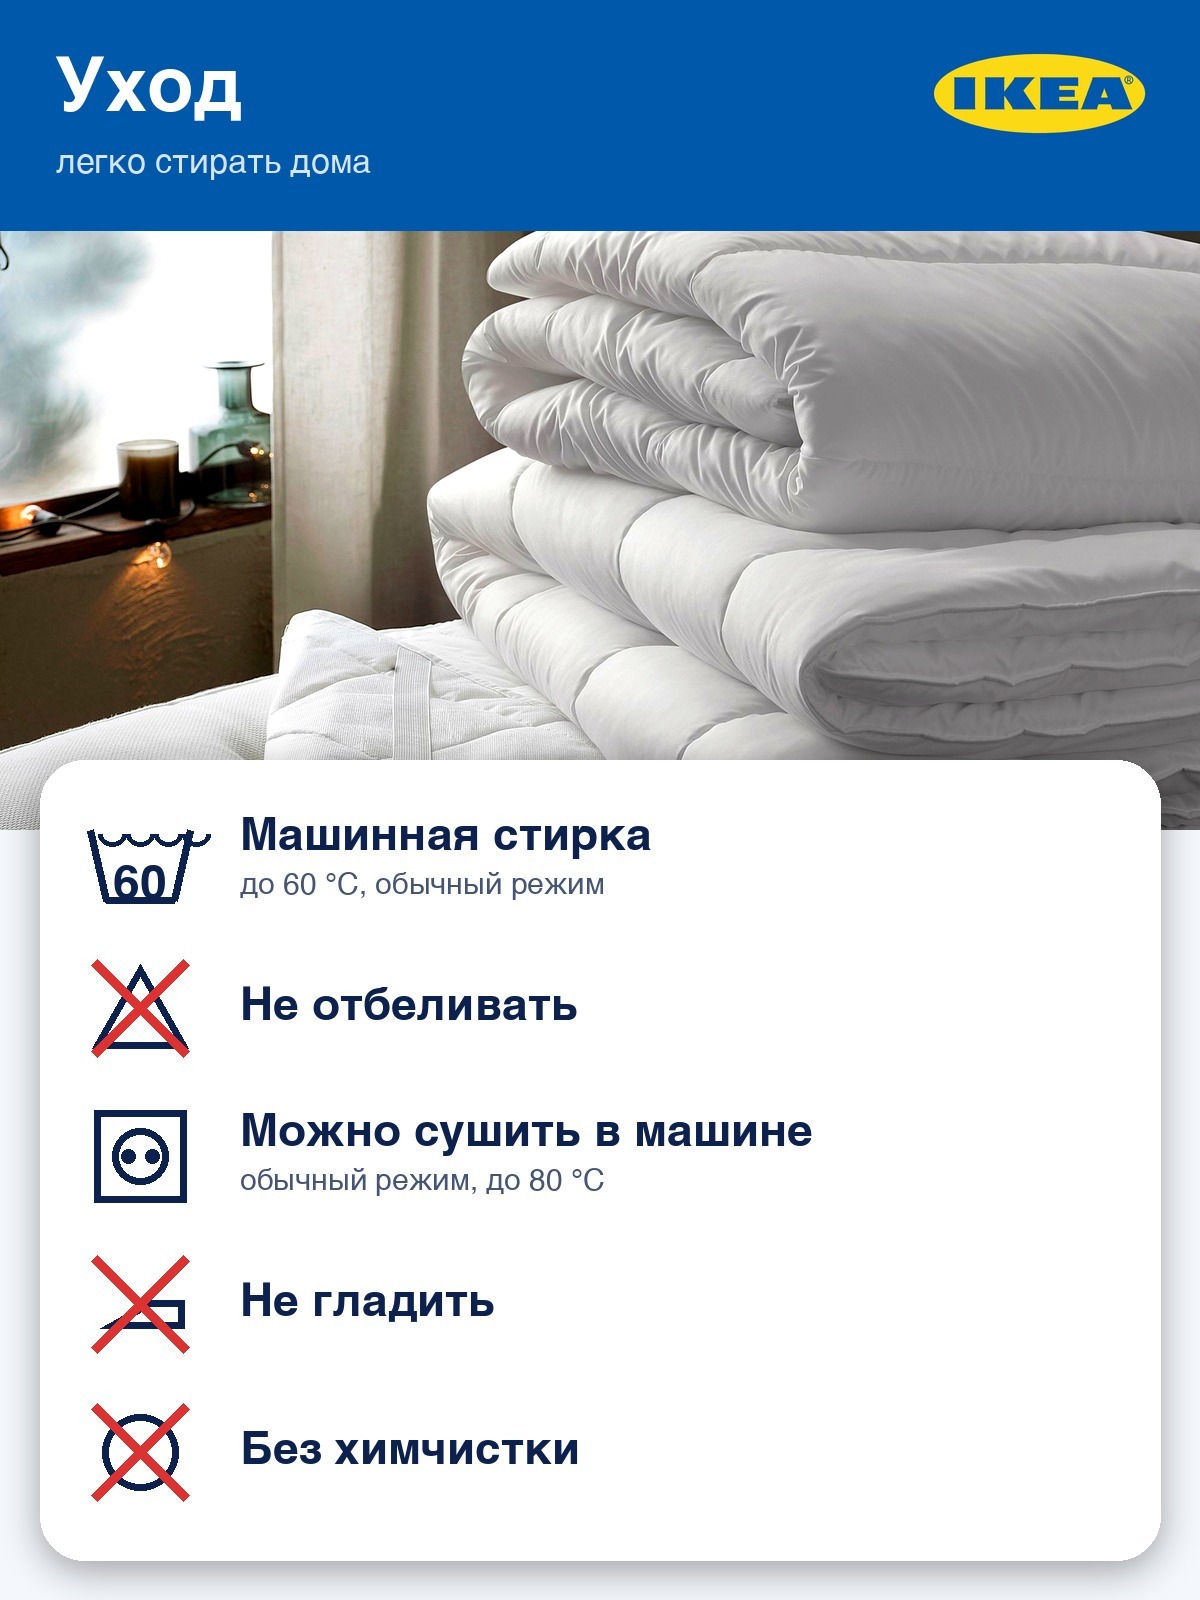 Уход
IKEA®
легко стирать дома
60
Машинная стирка
до 60 °C, обычный режим
Не отбеливать
Можно сушить в машине
обычный режим, до 80 °C
Не гладить
Без химчистки